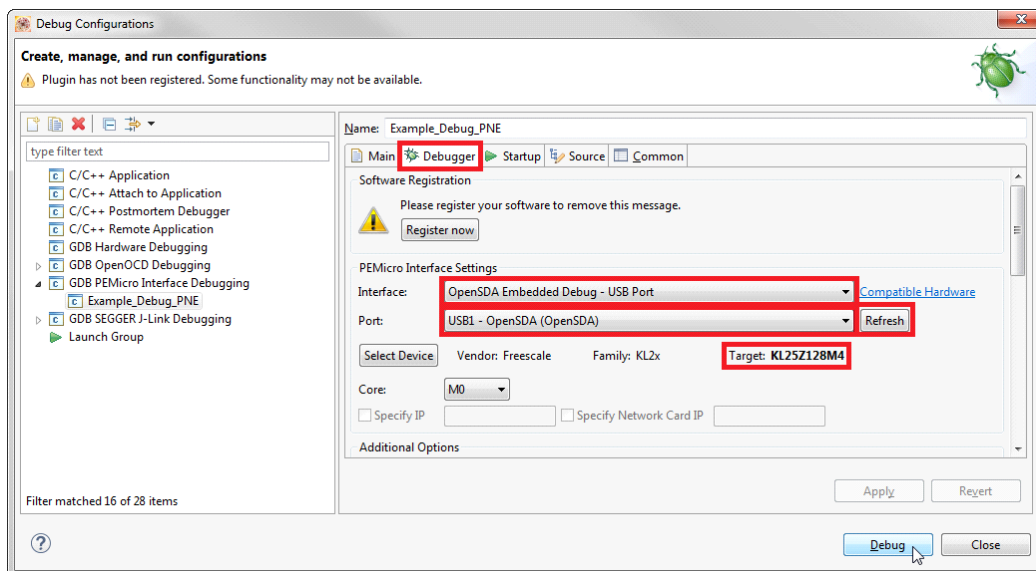 Debug Configurations
x
Create, manage, and run configurations
Plugin has not been registered. Some functionality may not be available.
type filter text
C/C++ Application
C/C++ Attach to Application
C/C++ Postmortem Debugger
C/C++ Remote Application
GDB Hardware Debugging
GDB OpenOCD Debugging
GDB PEMicro Interface Debugging
Example_Debug_PNE
GDB SEGGER J-Link Debugging
Launch Group
Filter matched 16 of 28 items
Name: Example_Debug_PNE
Main Debugger Startup Source Common
Software Registration
Please register your software to remove this message.
Register now
PEMicro Interface Settings
Interface: OpenSDA Embedded Debug - USB Port Compatible Hardware
Port: USB1 - OpenSDA (OpenSDA) Refresh
Select Device Vendor: Freescale Family: KL2x Target: KL25Z128M4
Core: M0
Specify IP Specify Network Card IP
Additional Options
Apply Revert
? Debug Close